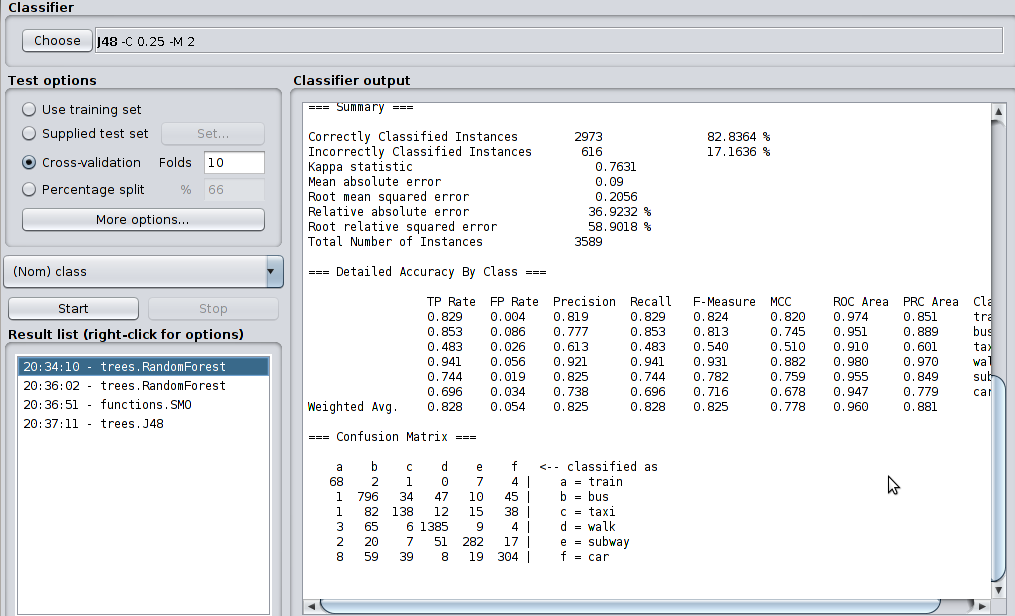 Classifier
Choose J48 -C 0.25 -M 2
Test options
Use training set
Supplied test set Set...
Cross-validation Folds 10
Percentage split % 66
More options...
(Nom) class
Start Stop
Result list (right-click for options)
20:34:10 - trees.RandomForest
20:36:02 - trees.RandomForest
20:36:51 - functions.SMO
20:37:11 - trees.J48
Classifier output
=== Summary ===
Correctly Classified Instances 2973 82.8364 %
Incorrectly Classified Instances 616 17.1636 %
Kappa statistic 0.7631
Mean absolute error 0.09
Root mean squared error 0.2056
Relative absolute error 36.9232 %
Root relative squared error 58.9018 %
Total Number of Instances 3589
=== Detailed Accuracy By Class ===
TP Rate FP Rate Precision Recall F-Measure MCC ROC Area PRC Area Cla
0.829 0.004 0.819 0.829 0.824 0.820 0.974 0.851 tra
0.853 0.086 0.777 0.853 0.813 0.745 0.951 0.889 bus
0.483 0.026 0.613 0.483 0.540 0.510 0.910 0.601 tax
0.941 0.056 0.921 0.941 0.931 0.882 0.980 0.970 wal
0.744 0.019 0.825 0.744 0.782 0.759 0.955 0.849 sub
0.696 0.034 0.738 0.696 0.716 0.678 0.947 0.779 car
Weighted Avg. 0.828 0.054 0.825 0.828 0.825 0.778 0.960 0.881
=== Confusion Matrix ===
a b c d e f <-- classified as
68 2 1 0 7 4 | a = train
1 796 34 47 10 45 | b = bus
1 82 138 12 15 38 | c = taxi
3 65 6 1385 9 4 | d = walk
2 20 7 51 282 17 | e = subway
8 59 39 8 19 304 | f = car